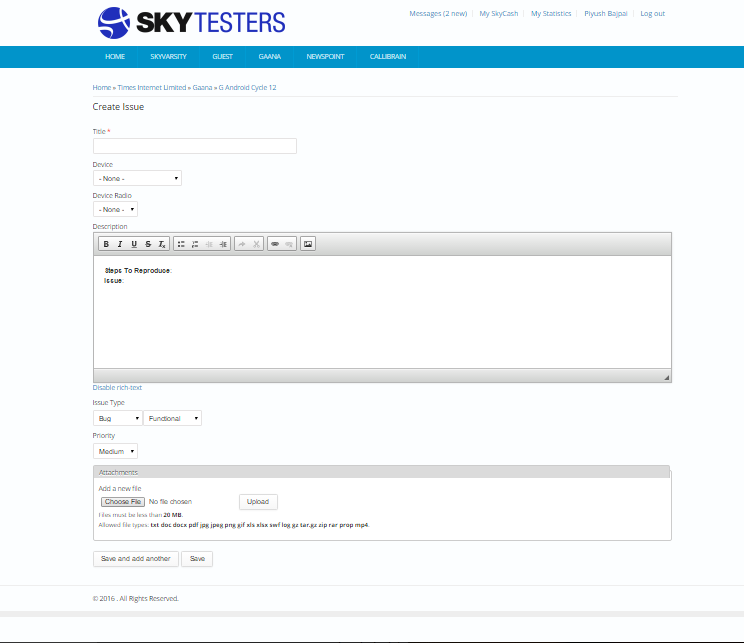 SKYTESTERS
Messages (2 new) My SkyCash My Statistics Piyush Bajpai Log out
HOME SKYVARSITY GUEST GAANA NEWSPOINT CALLIBRAIN
Home » Times Internet Limited » Gaana » G Android Cycle 12
Create Issue
Title *
Device
- None -
Device Radio
- None -
Description
B I U S Tx
Steps To Reproduce:
Issue:
Disable rich-text
Issue Type
Bug Functional
Priority
Medium
Attachments
Add a new file
Choose File No file chosen Upload
Files must be less than 20 MB.
Allowed file types: txt doc docx pdf jpg jpeg png gif xls xlsx swf log gz tar.gz zip rar prop mp4.
Save and add another Save
© 2016 . All Rights Reserved.